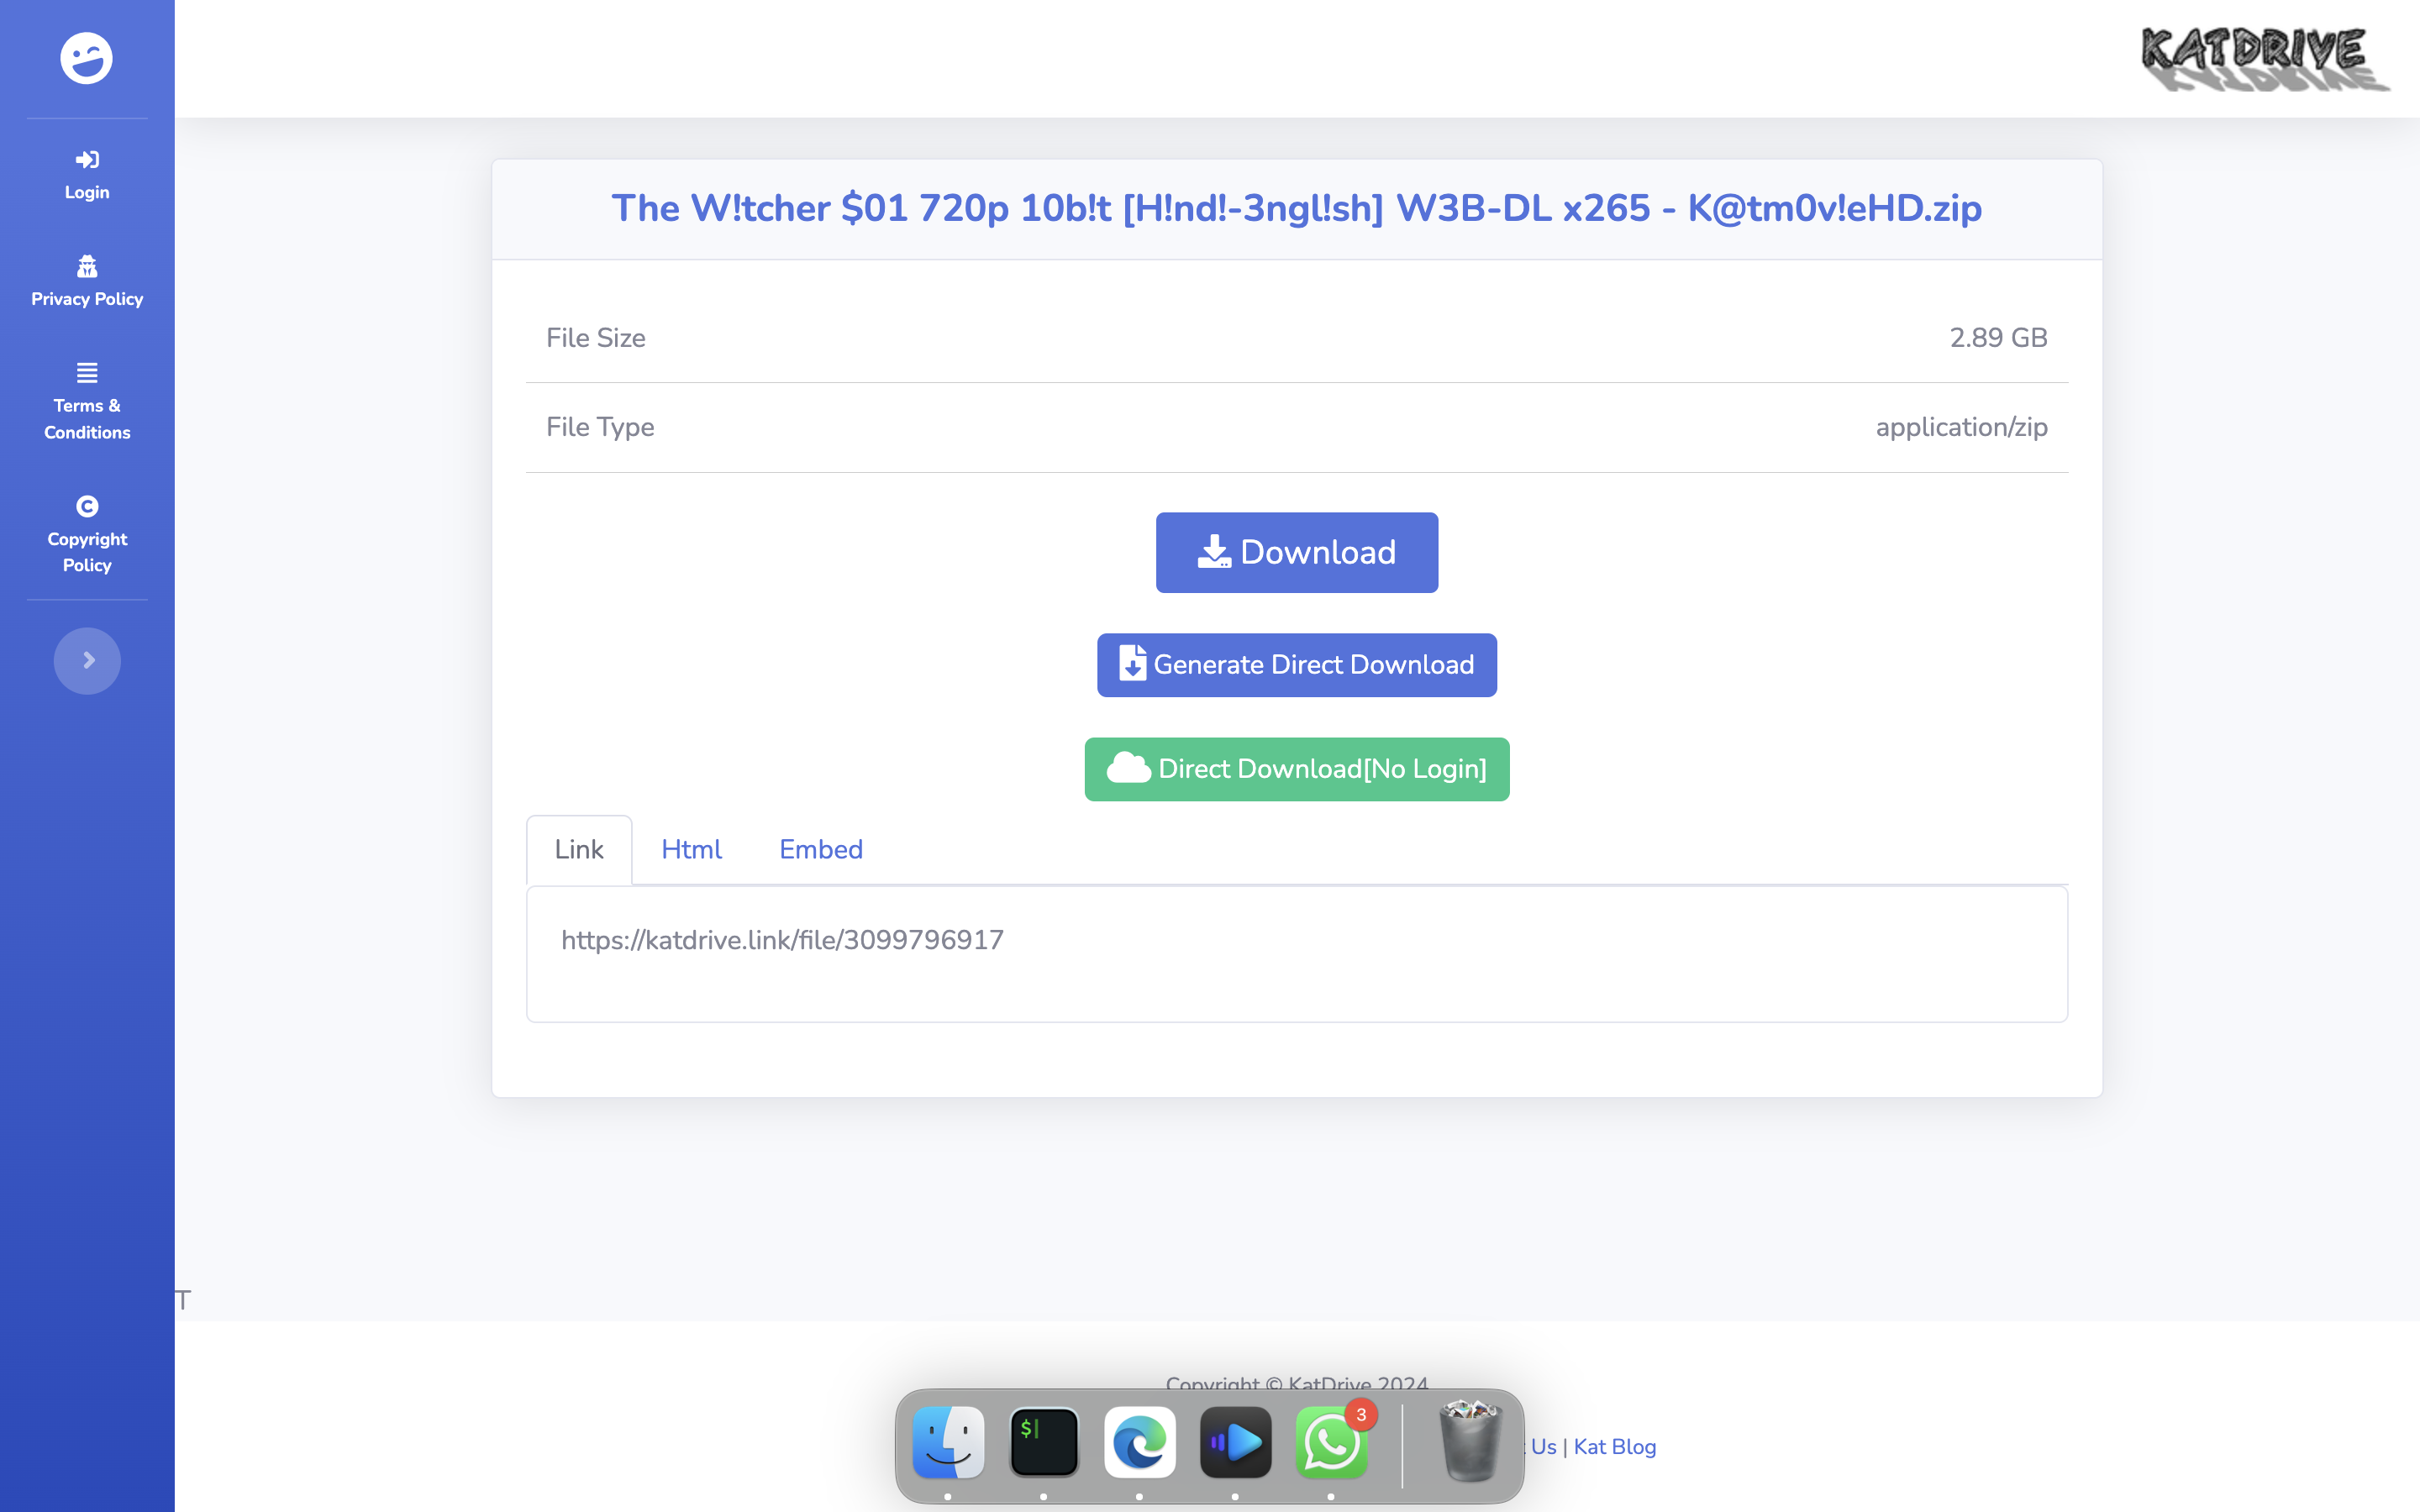 KATDRIVE
Login
Privacy Policy
Terms &
Conditions
Copyright
Policy
The W!tcher $01 720p 10b!t [H!nd!-3ngl!sh] W3B-DL x265 - K@tm0v!eHD.zip
File Size 2.89 GB
File Type application/zip
Download
Generate Direct Download
Direct Download[No Login]
Link Html Embed
https://katdrive.link/file/3099796917
T
Copyright © KatDrive 2024
Us | Kat Blog
$
3